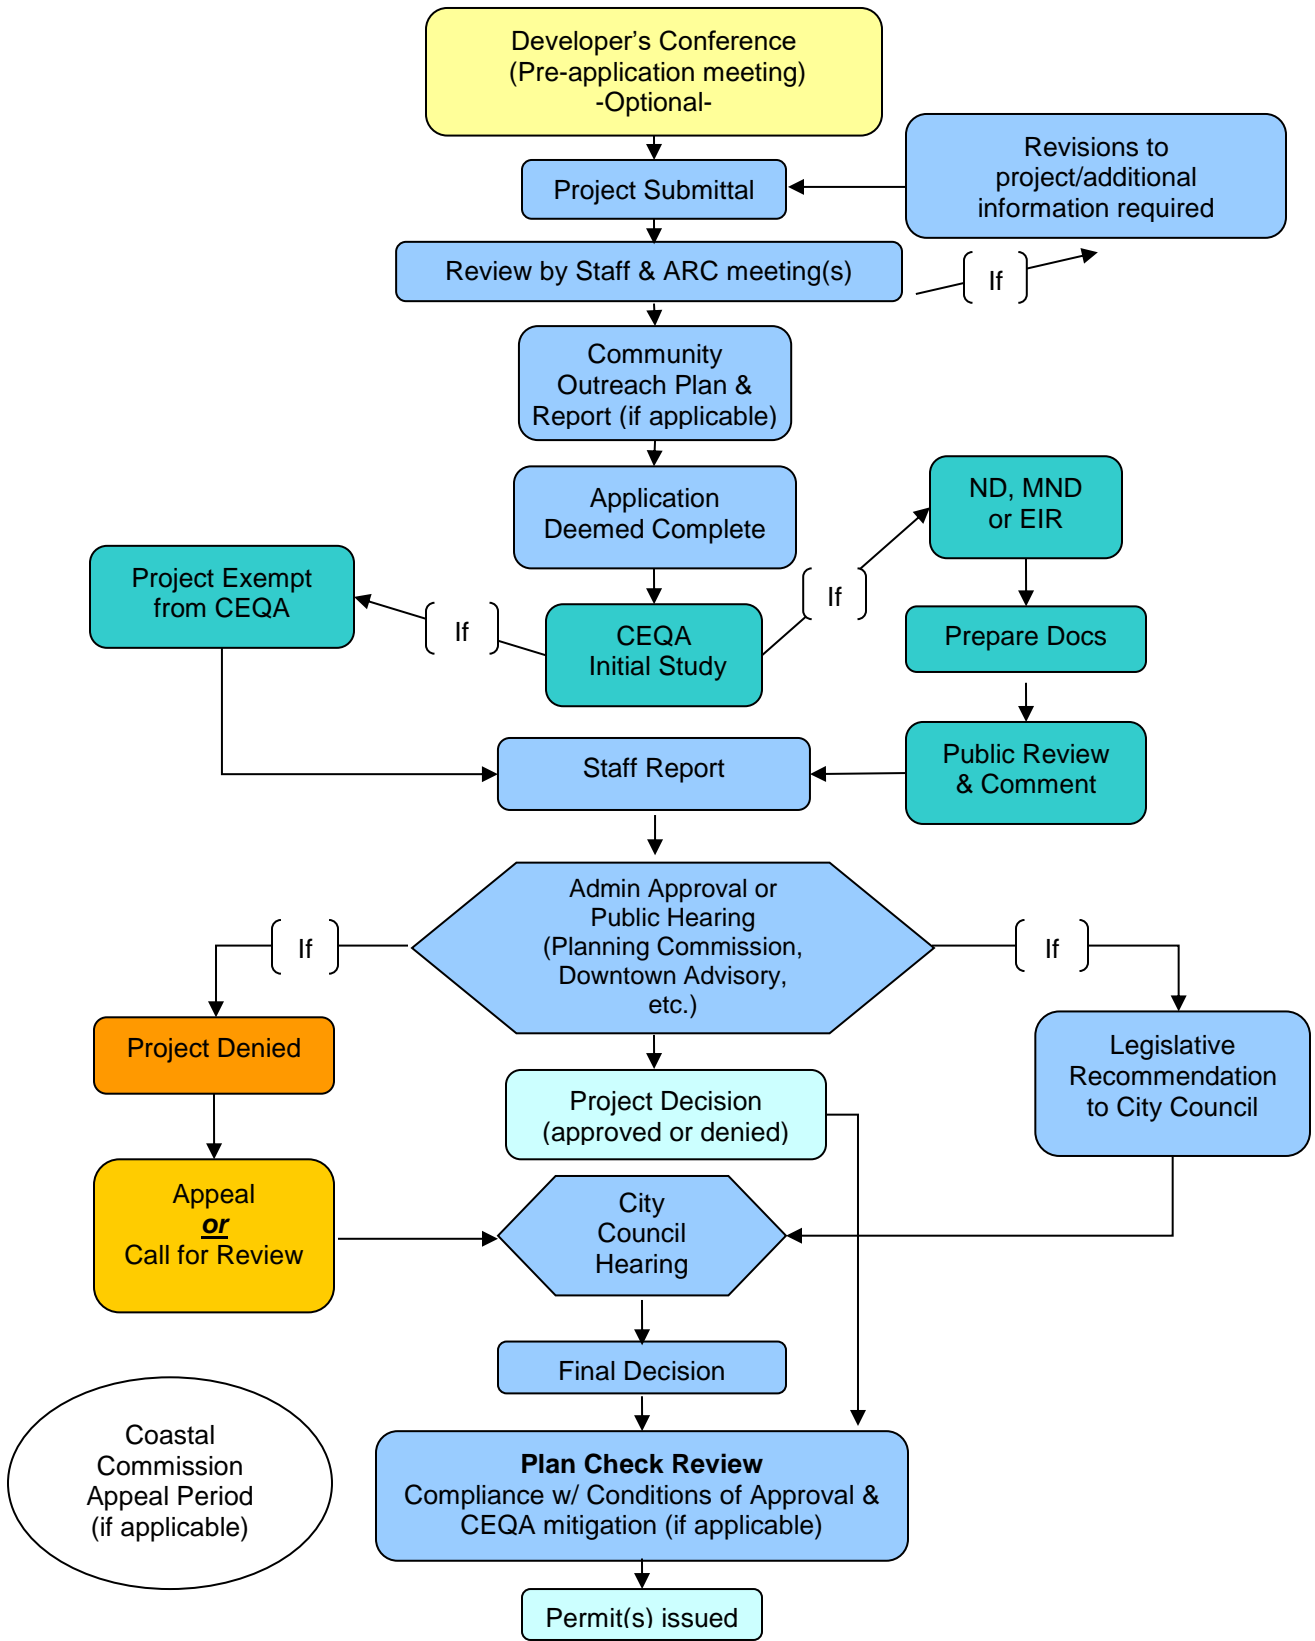 Developer’s Conference
(Pre-application meeting)
-Optional-
Revisions to
project/additional
information required
Project Submittal
Review by Staff & ARC meeting(s)
If
Community
Outreach Plan &
Report (if applicable)
Application
Deemed Complete
ND, MND
or EIR
Project Exempt
from CEQA
If
If
CEQA
Initial Study
Prepare Docs
Public Review
& Comment
Staff Report
Admin Approval or
Public Hearing
(Planning Commission,
Downtown Advisory,
etc.)
If
If
Project Denied
Legislative
Recommendation
to City Council
Project Decision
(approved or denied)
Appeal
or
Call for Review
City
Council
Hearing
Final Decision
Coastal
Commission
Appeal Period
(if applicable)
Plan Check Review
Compliance w/ Conditions of Approval &
CEQA mitigation (if applicable)
Permit(s) issued